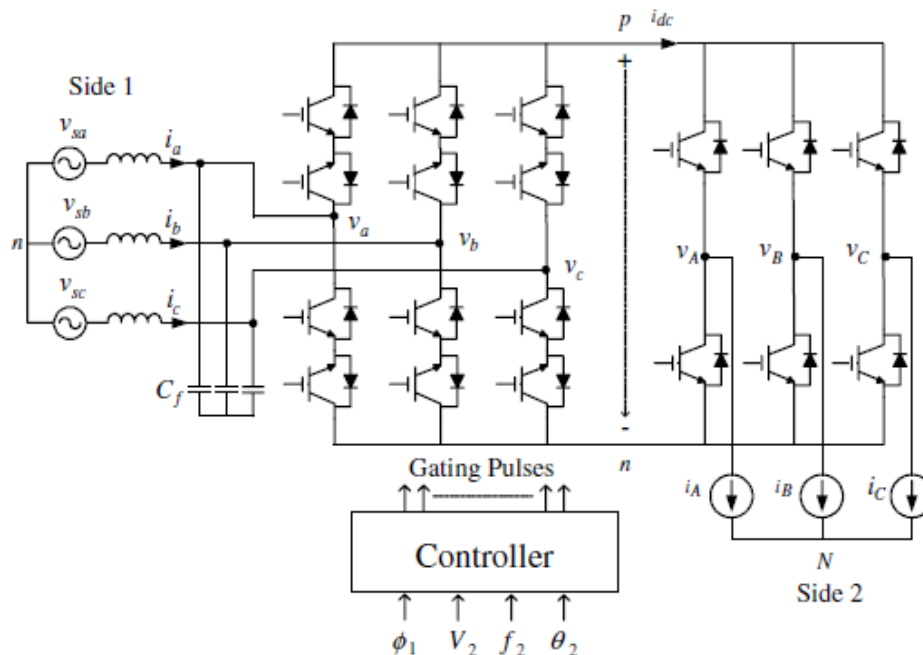 p i_dc
+
Side 1
v_sa i_a
v_a
v_A v_B v_C
n v_sb i_b
v_b
v_sc i_c
v_c
C_f
-
n
Gating Pulses
i_A i_B i_C
Controller
N
Side 2
ϕ_1 V_2 f_2 θ_2